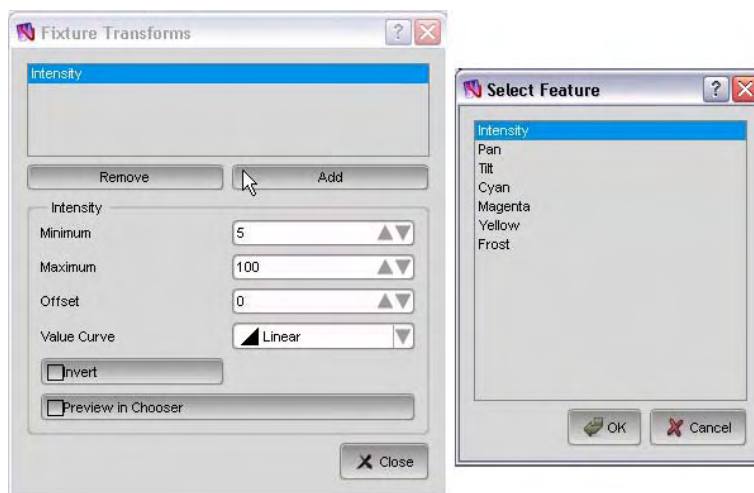 Fixture Transforms
Intensity
Remove
Add
Intensity
Minimum
5
Maximum
100
Offset
0
Value Curve
Linear
Invert
Preview in Chooser
Close
Select Feature
Intensity
Pan
Tilt
Cyan
Magenta
Yellow
Frost
OK
Cancel